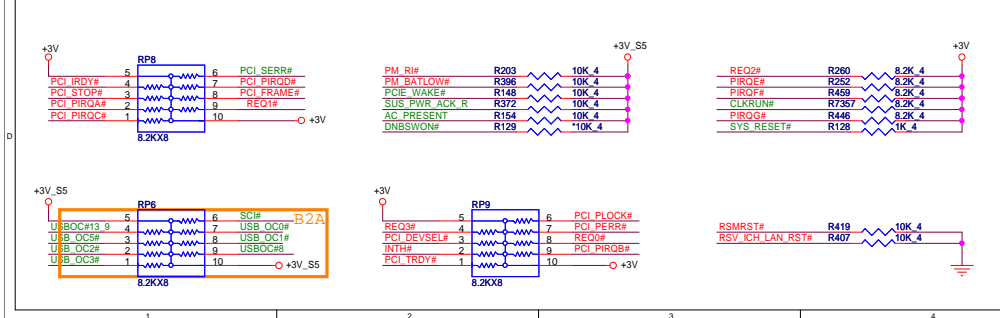 +3V
RP8
5 6 PCI_SERR#
PCI_IRDY# 4 7 PCI_PIRQD#
PCI_STOP# 3 8 PCI_FRAME#
PCI_PIRQA# 2 9 REQ1#
PCI_PIRQC# 1 10 +3V
8.2KX8
+3V_S5
PM_RI# R203 10K_4
PM_BATLOW# R396 10K_4
PCIE_WAKE# R148 10K_4
SUS_PWR_ACK_R R372 10K_4
AC_PRESENT R154 10K_4
DNBSWON# R129 *10K_4
+3V
REQ2# R260 8.2K_4
PIRQE# R252 8.2K_4
PIRQF# R459 8.2K_4
CLKRUN# R7357 8.2K_4
PIRQG# R446 8.2K_4
SYS_RESET# R128 1K_4
D
+3V_S5
RP6
B2A
5 6 SCI#
USBOC#13_9 4 7 USB_OC0#
USB_OC5# 3 8 USB_OC1#
USB_OC2# 2 9 USBOC#8
USB_OC3# 1 10 +3V_S5
8.2KX8
+3V
RP9
5 6 PCI_PLOCK#
REQ3# 4 7 PCI_PERR#
PCI_DEVSEL# 3 8 REQ0#
INTH# 2 9 PCI_PIRQB#
PCI_TRDY# 1 10 +3V
8.2KX8
RSMRST# R419 10K_4
RSV_ICH_LAN_RST# R407 10K_4
1 2 3 4